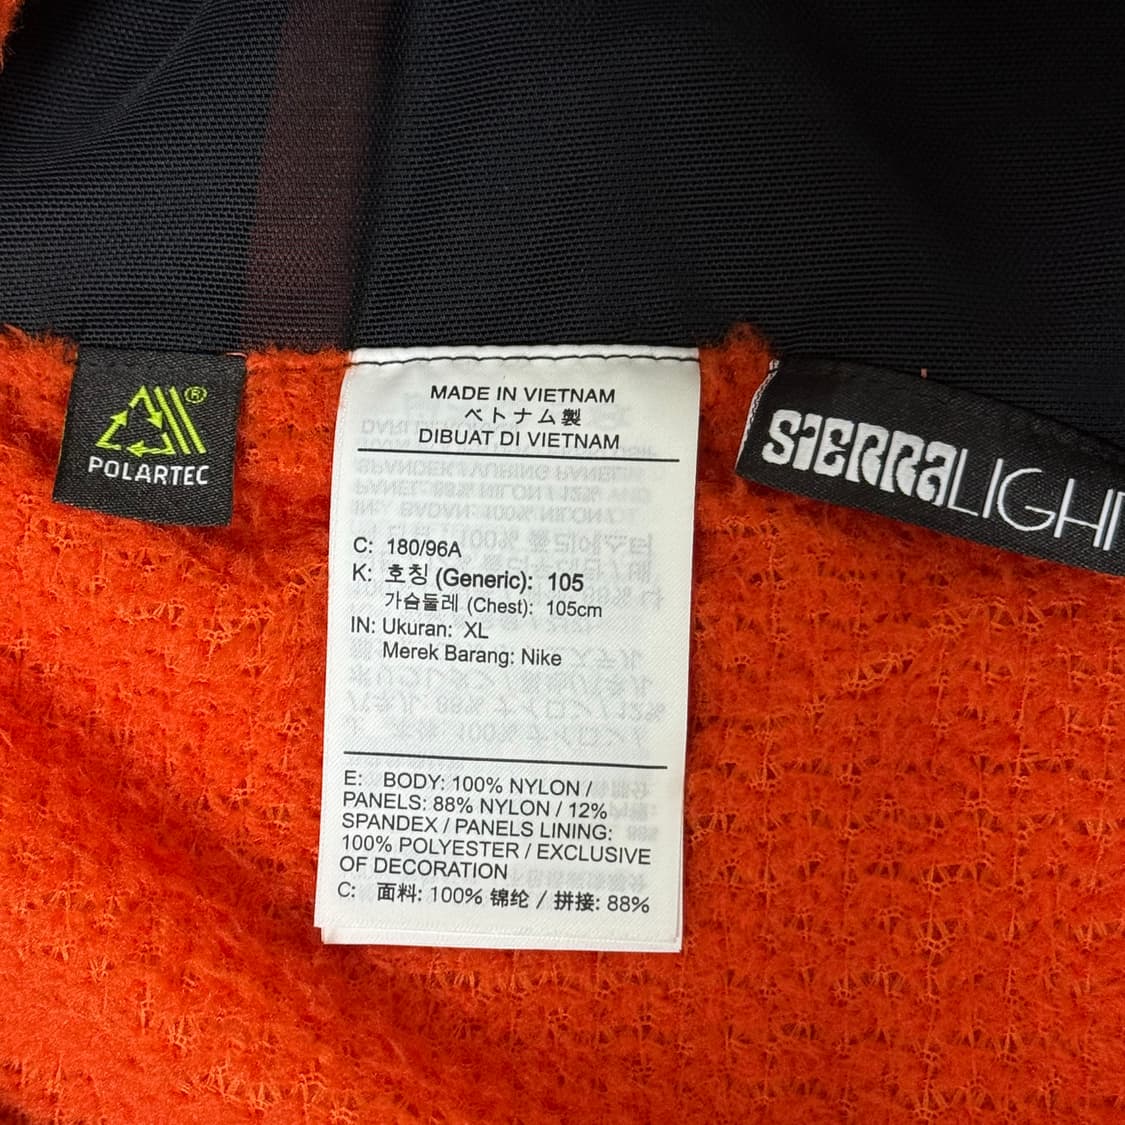 MADE IN VIETNAM
ベトナム製
DIBUAT DI VIETNAM
C: 180/96A
K: 호칭 (Generic): 105
가슴둘레 (Chest): 105cm
IN: Ukuran: XL
Merek Barang: Nike
E: BODY: 100% NYLON /
PANELS: 88% NYLON / 12%
SPANDEX / PANELS LINING:
100% POLYESTER / EXCLUSIVE
OF DECORATION
C: 面料: 100% 锦纶 / 拼接: 88%
POLARTEC
®
SIERRA LIGH